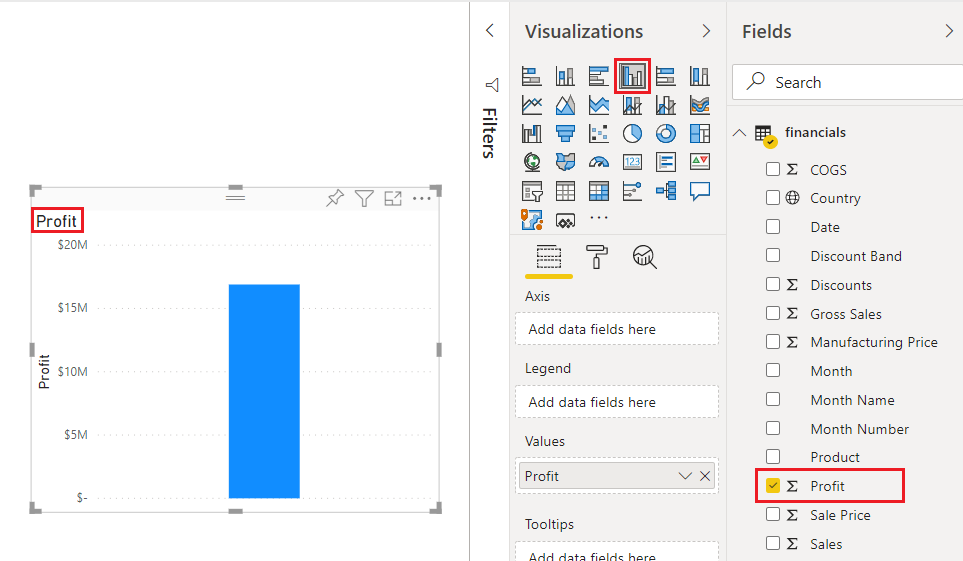 Profit
$20M
$15M
$10M
$5M
$-
Profit
Filters
Visualizations
123
Axis
Add data fields here
Legend
Add data fields here
Values
Profit
Tooltips
Add data fields here
Fields
Search
financials
COGS
Country
Date
Discount Band
Discounts
Gross Sales
Manufacturing Price
Month
Month Name
Month Number
Product
Profit
Sale Price
Sales